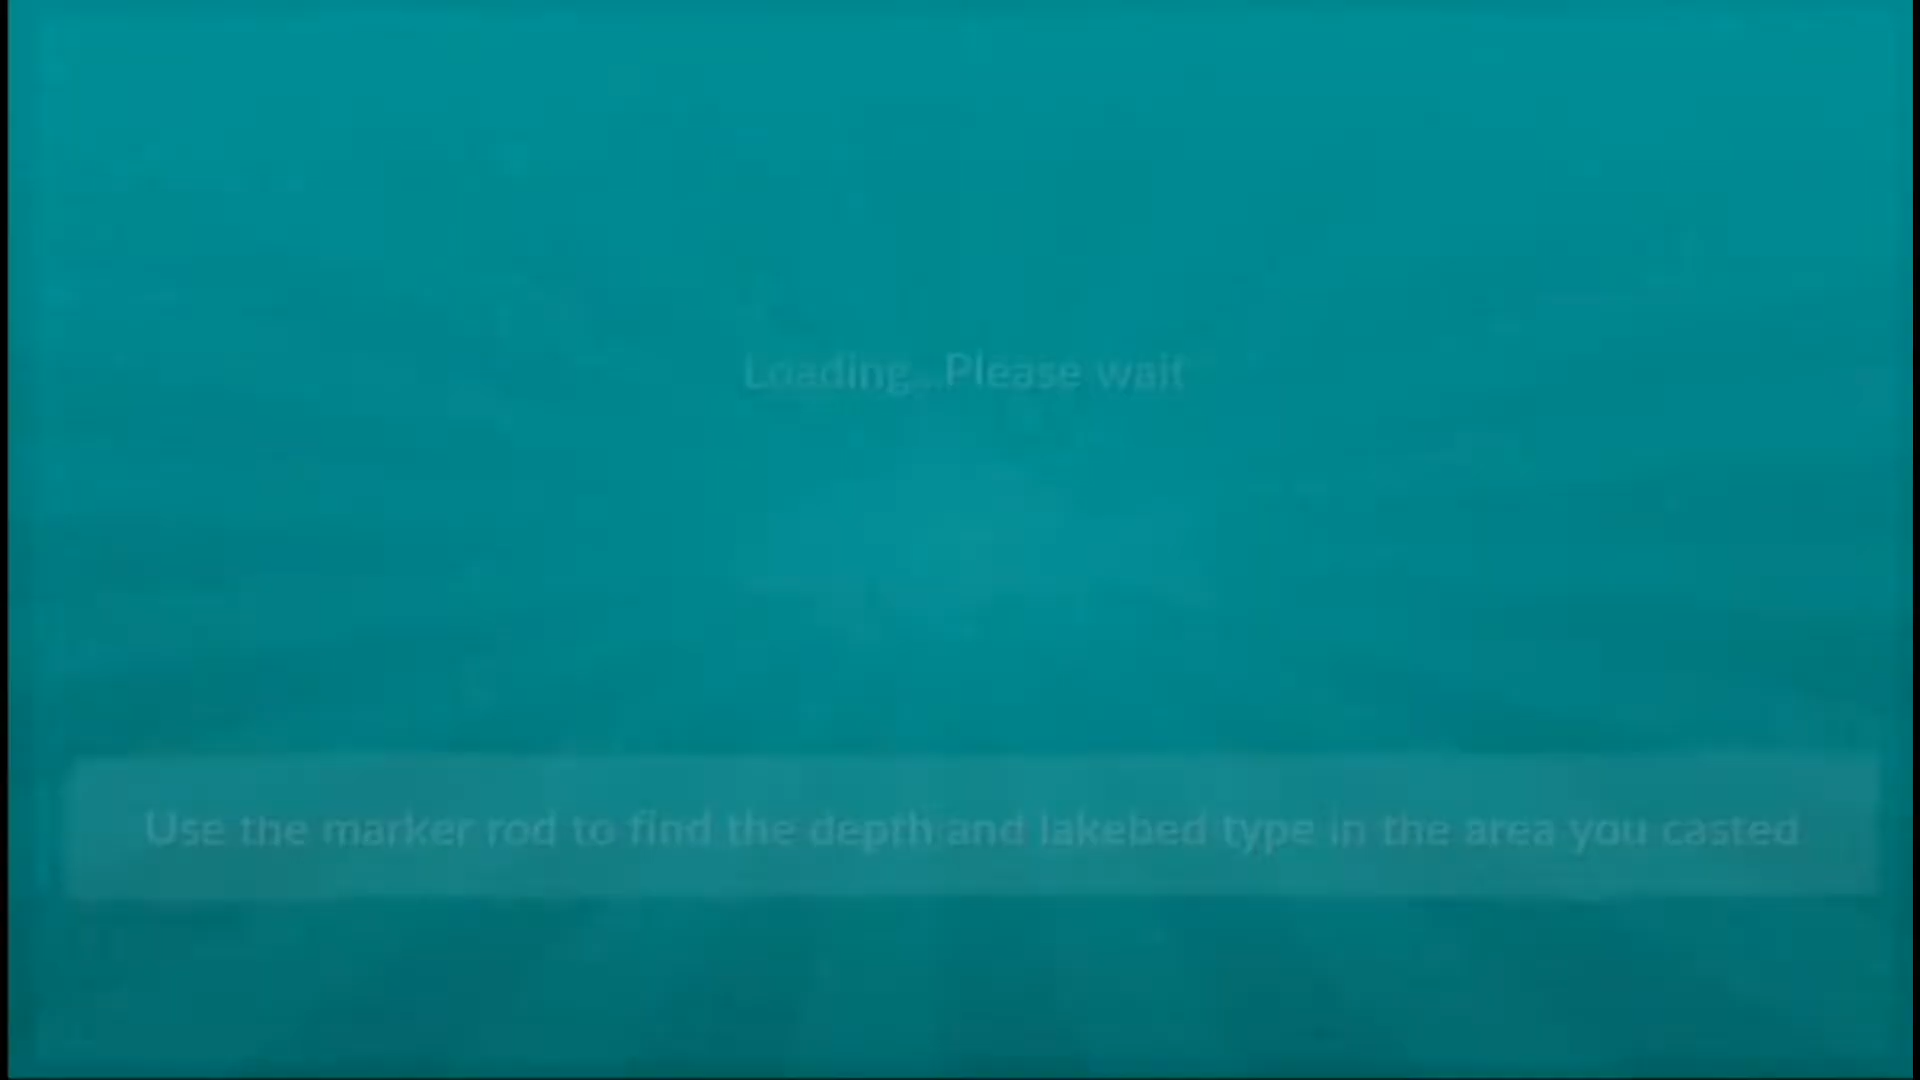 Loading...Please wait
Use the marker rod to find the depth and lakebed type in the area you casted